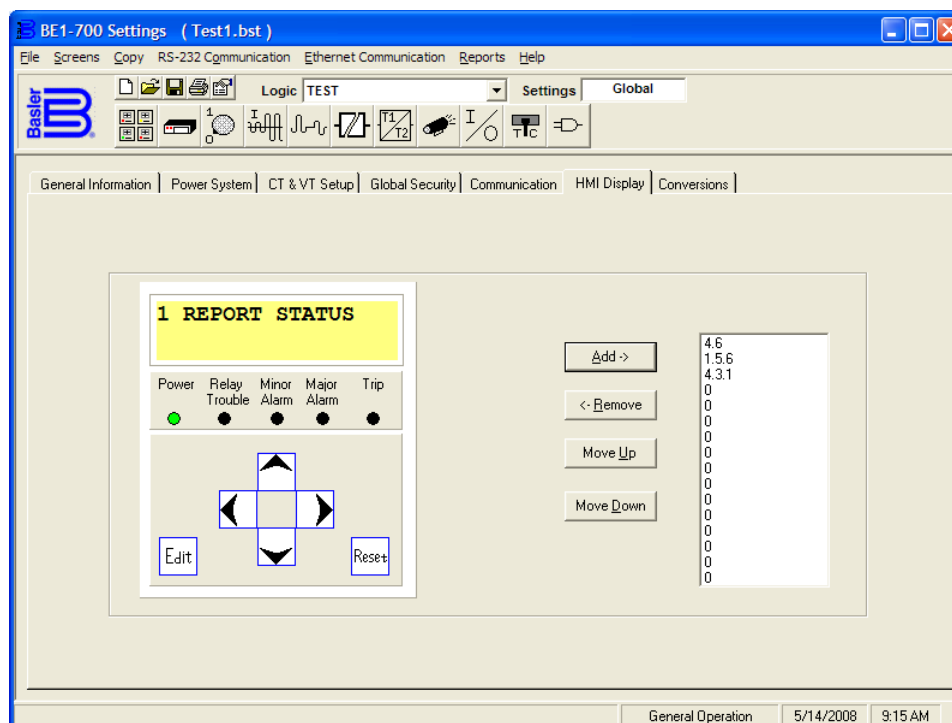 BE1-700 Settings ( Test1.bst )
File Screens Copy RS-232 Communication Ethernet Communication Reports Help
Basler
Logic TEST Settings Global
1 0 I T1 T2 I O T C
General Information Power System CT & VT Setup Global Security Communication HMI Display Conversions
1 REPORT STATUS
Power Relay Trouble Minor Alarm Major Alarm Trip
Edit
Reset
Add ->
<- Remove
Move Up
Move Down
4.6
1.5.6
4.3.1
0
0
0
0
0
0
0
0
0
0
0
0
0
General Operation 5/14/2008 9:15 AM